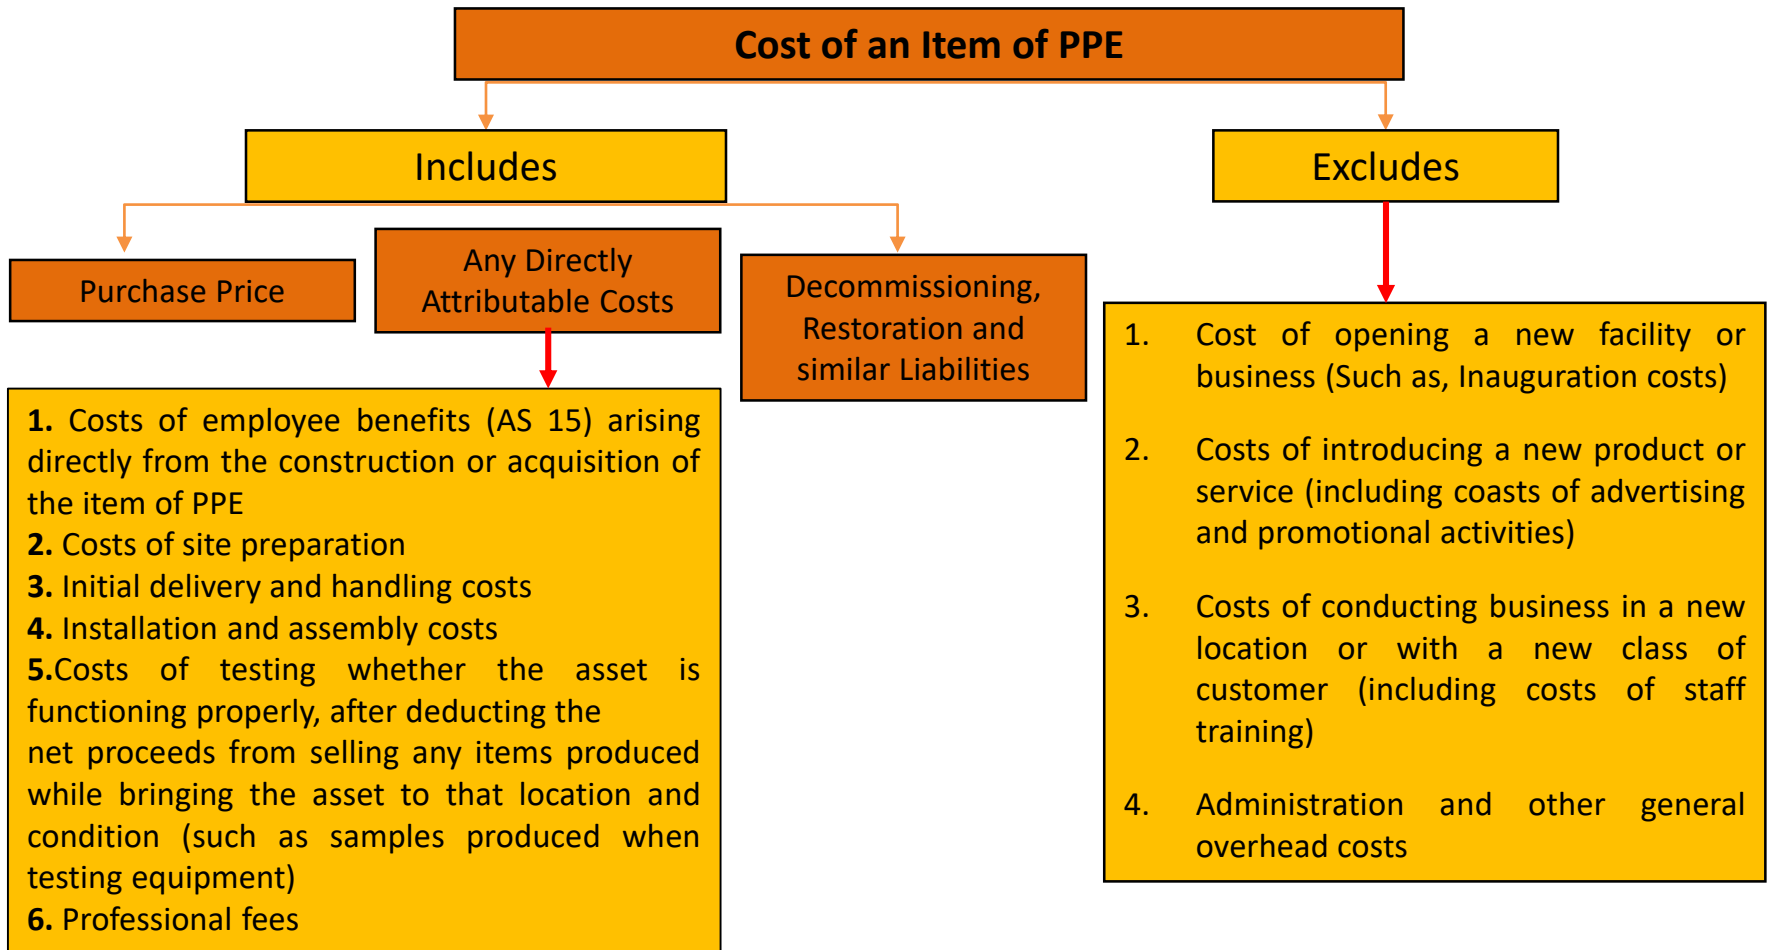 Cost of an Item of PPE
Includes
Excludes
Purchase Price
Any Directly
Attributable Costs
Decommissioning,
Restoration and
similar Liabilities
1. Costs of employee benefits (AS 15) arising
directly from the construction or acquisition of
the item of PPE
2. Costs of site preparation
3. Initial delivery and handling costs
4. Installation and assembly costs
5.Costs of testing whether the asset is
functioning properly, after deducting the
net proceeds from selling any items produced
while bringing the asset to that location and
condition (such as samples produced when
testing equipment)
6. Professional fees
1. Cost of opening a new facility or
business (Such as, Inauguration costs)
2. Costs of introducing a new product or
service (including coasts of advertising
and promotional activities)
3. Costs of conducting business in a new
location or with a new class of
customer (including costs of staff
training)
4. Administration and other general
overhead costs